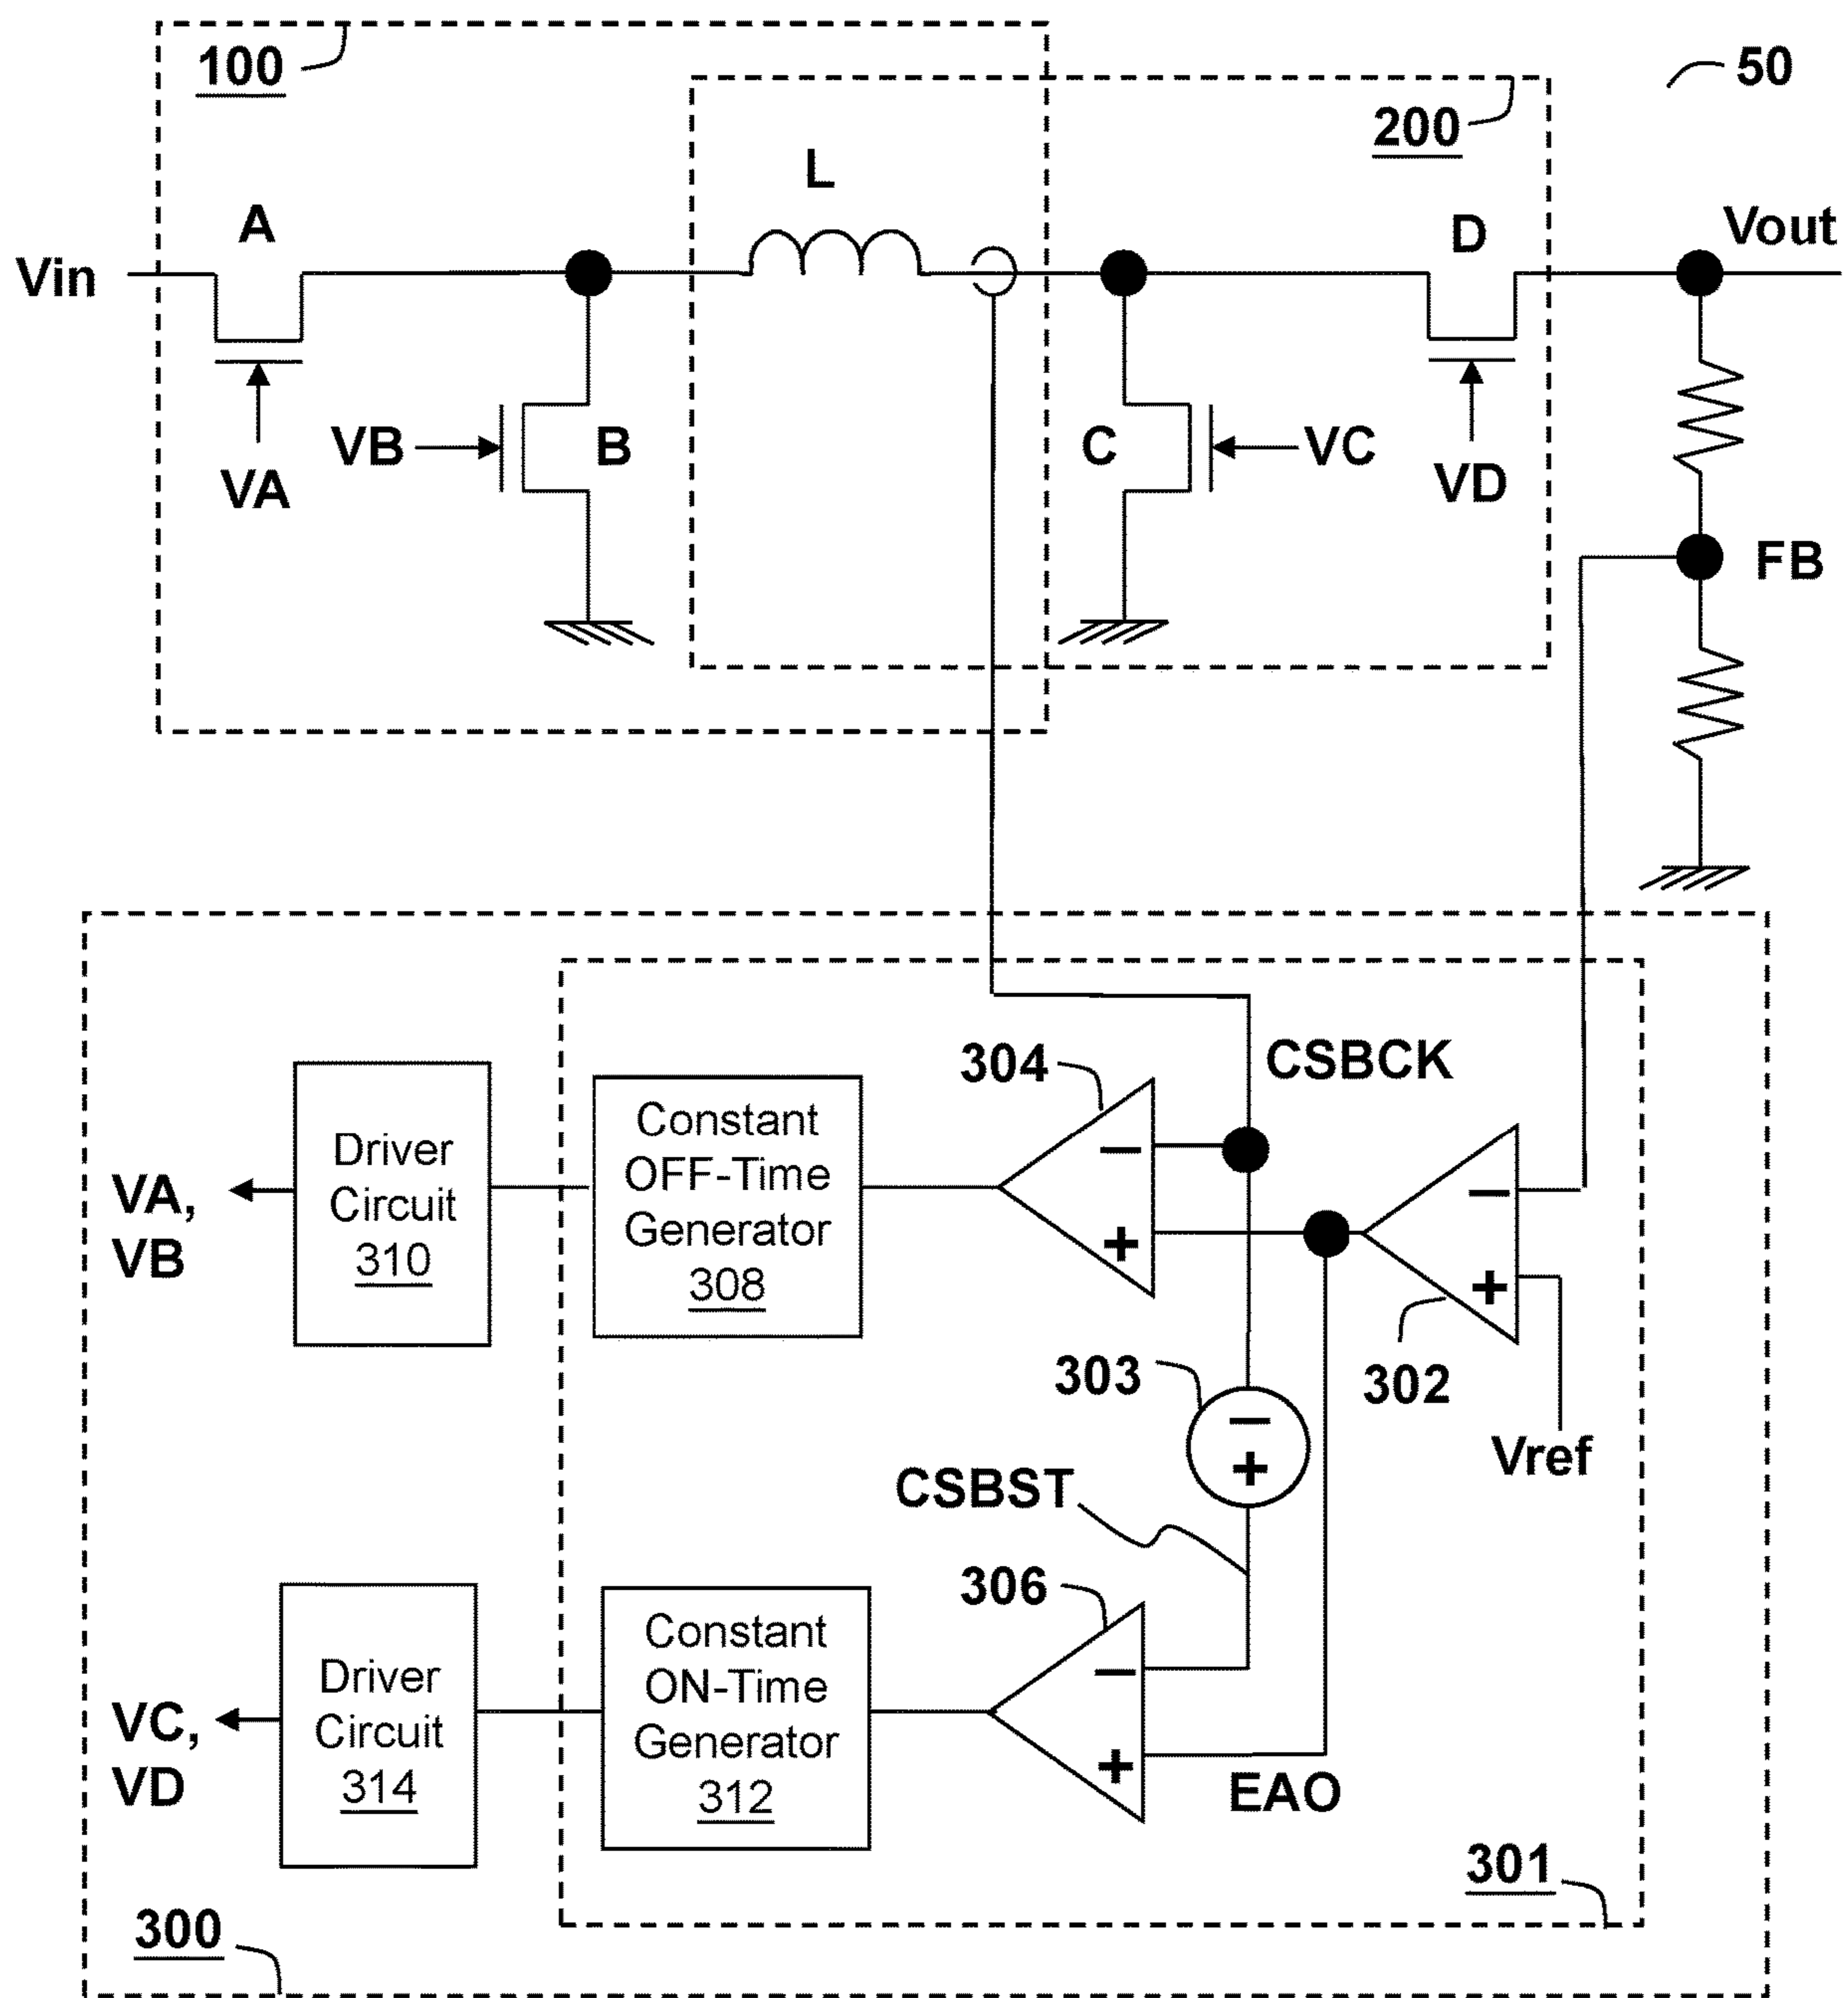 100
50
200
L
A
D
Vin
Vout
VB
B
C
VC
VA
VD
FB
304
CSBCK
Constant
OFF-Time
Generator
308
Driver
Circuit
310
VA,
VB
−
+
−
+
303
302
−
+
Vref
CSBST
306
Constant
ON-Time
Generator
312
Driver
Circuit
314
VC,
VD
−
+
EAO
301
300